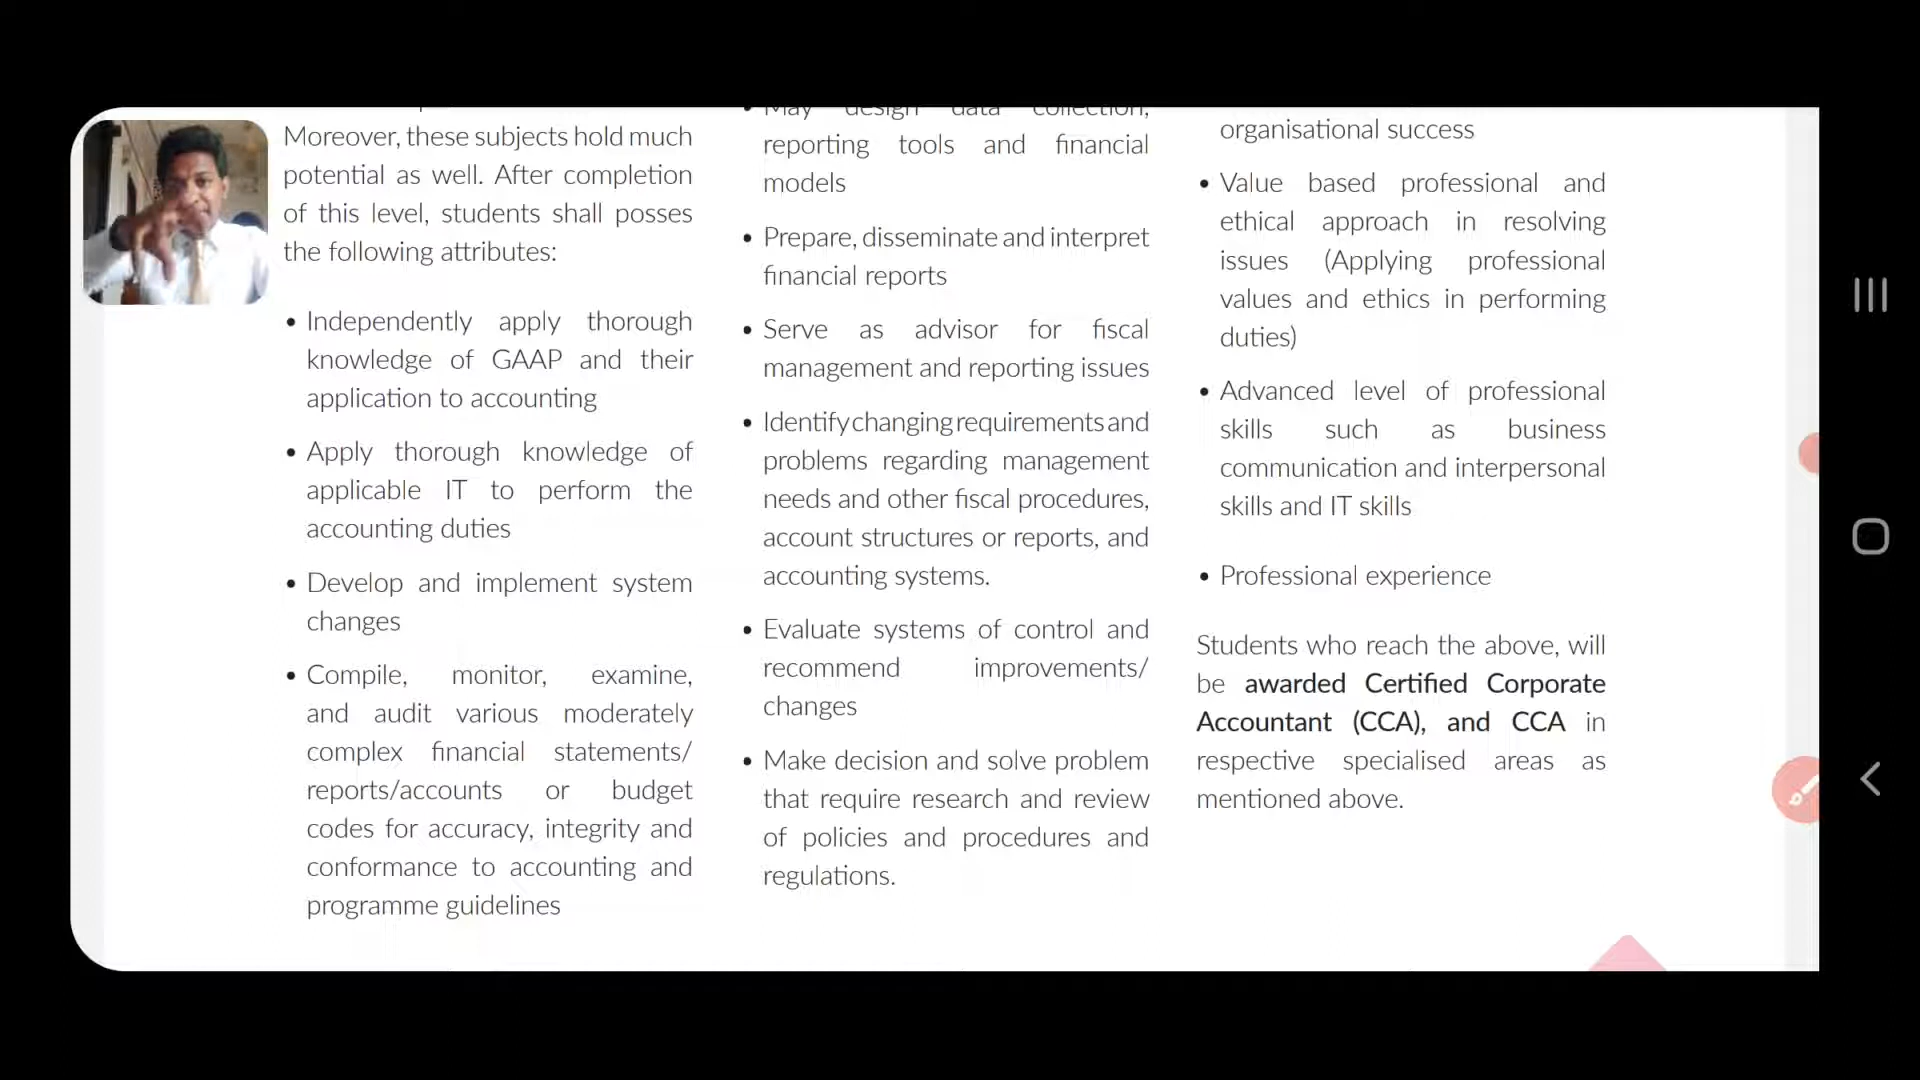 Moreover, these subjects hold much
potential as well. After completion
of this level, students shall posses
the following attributes:
• Independently apply thorough
knowledge of GAAP and their
application to accounting
• Apply thorough knowledge of
applicable IT to perform the
accounting duties
• Develop and implement system
changes
• Compile, monitor, examine,
and audit various moderately
complex financial statements/
reports/accounts or budget
codes for accuracy, integrity and
conformance to accounting and
programme guidelines
• May design data collection,
reporting tools and financial
models
• Prepare, disseminate and interpret
financial reports
• Serve as advisor for fiscal
management and reporting issues
• Identify changing requirements and
problems regarding management
needs and other fiscal procedures,
account structures or reports, and
accounting systems.
• Evaluate systems of control and
recommend improvements/
changes
• Make decision and solve problem
that require research and review
of policies and procedures and
regulations.
organisational success
• Value based professional and
ethical approach in resolving
issues (Applying professional
values and ethics in performing
duties)
• Advanced level of professional
skills such as business
communication and interpersonal
skills and IT skills
• Professional experience
Students who reach the above, will
be awarded Certified Corporate
Accountant (CCA), and CCA in
respective specialised areas as
mentioned above.